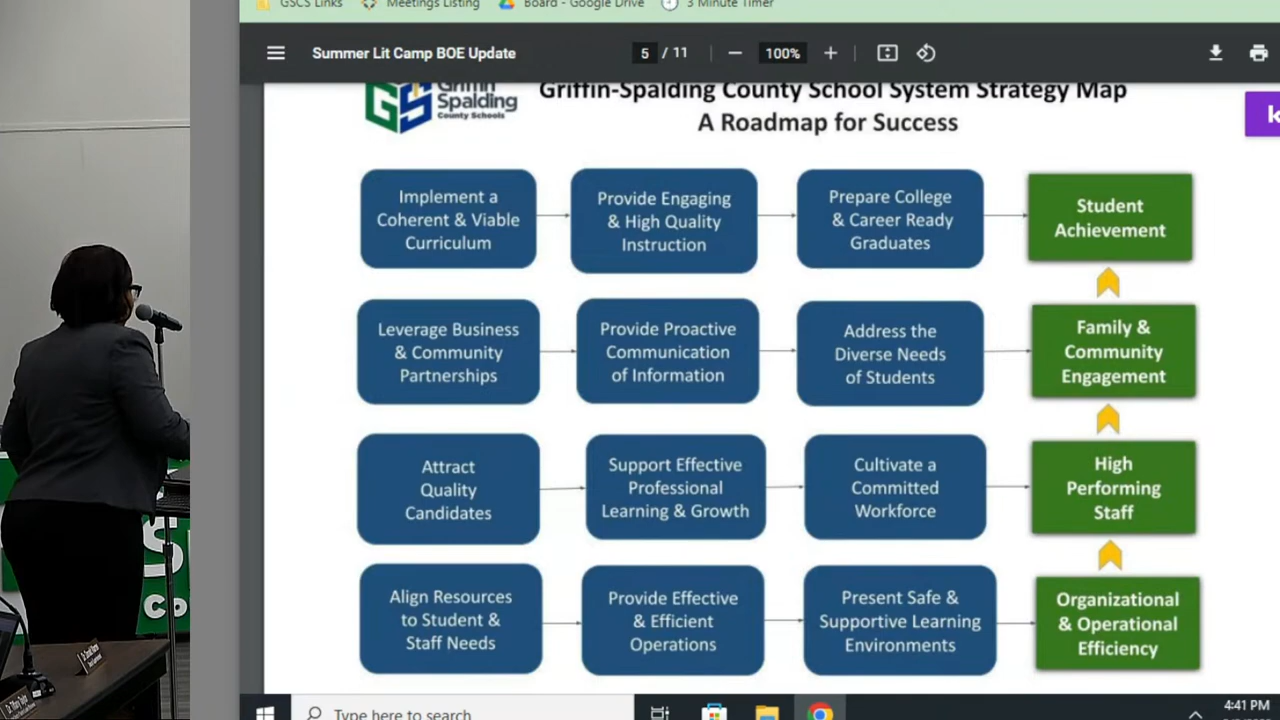 GSCS Links
Meetings Listing
Board - Google Drive
3 Minute Timer
Summer Lit Camp BOE Update
5 / 11
100%
Griffin
Spalding
County Schools
Griffin-Spalding County School System Strategy Map
A Roadmap for Success
k
Implement a
Coherent & Viable
Curriculum
Provide Engaging
& High Quality
Instruction
Prepare College
& Career Ready
Graduates
Student
Achievement
Leverage Business
& Community
Partnerships
Provide Proactive
Communication
of Information
Address the
Diverse Needs
of Students
Family &
Community
Engagement
Attract
Quality
Candidates
Support Effective
Professional
Learning & Growth
Cultivate a
Committed
Workforce
High
Performing
Staff
Align Resources
to Student &
Staff Needs
Provide Effective
& Efficient
Operations
Present Safe &
Supportive Learning
Environments
Organizational
& Operational
Efficiency
Type here to search
4:41 PM